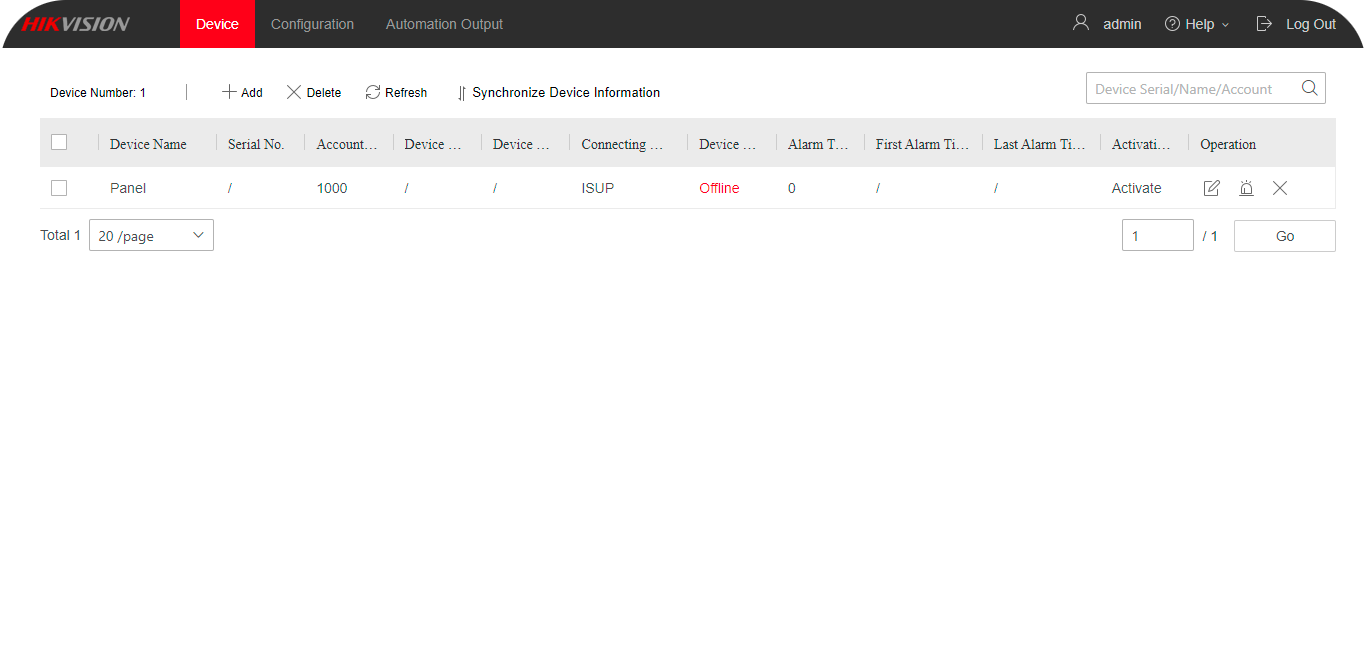 HIKVISION Device Configuration Automation Output admin Help Log Out
Device Number: 1 Add Delete Refresh Synchronize Device Information Device Serial/Name/Account
Device Name Serial No. Account... Device ... Device ... Connecting ... Device ... Alarm T... First Alarm Ti... Last Alarm Ti... Activati... Operation
Panel / 1000 / / ISUP Offline 0 / / Activate
Total 1 20 /page 1 / 1 Go